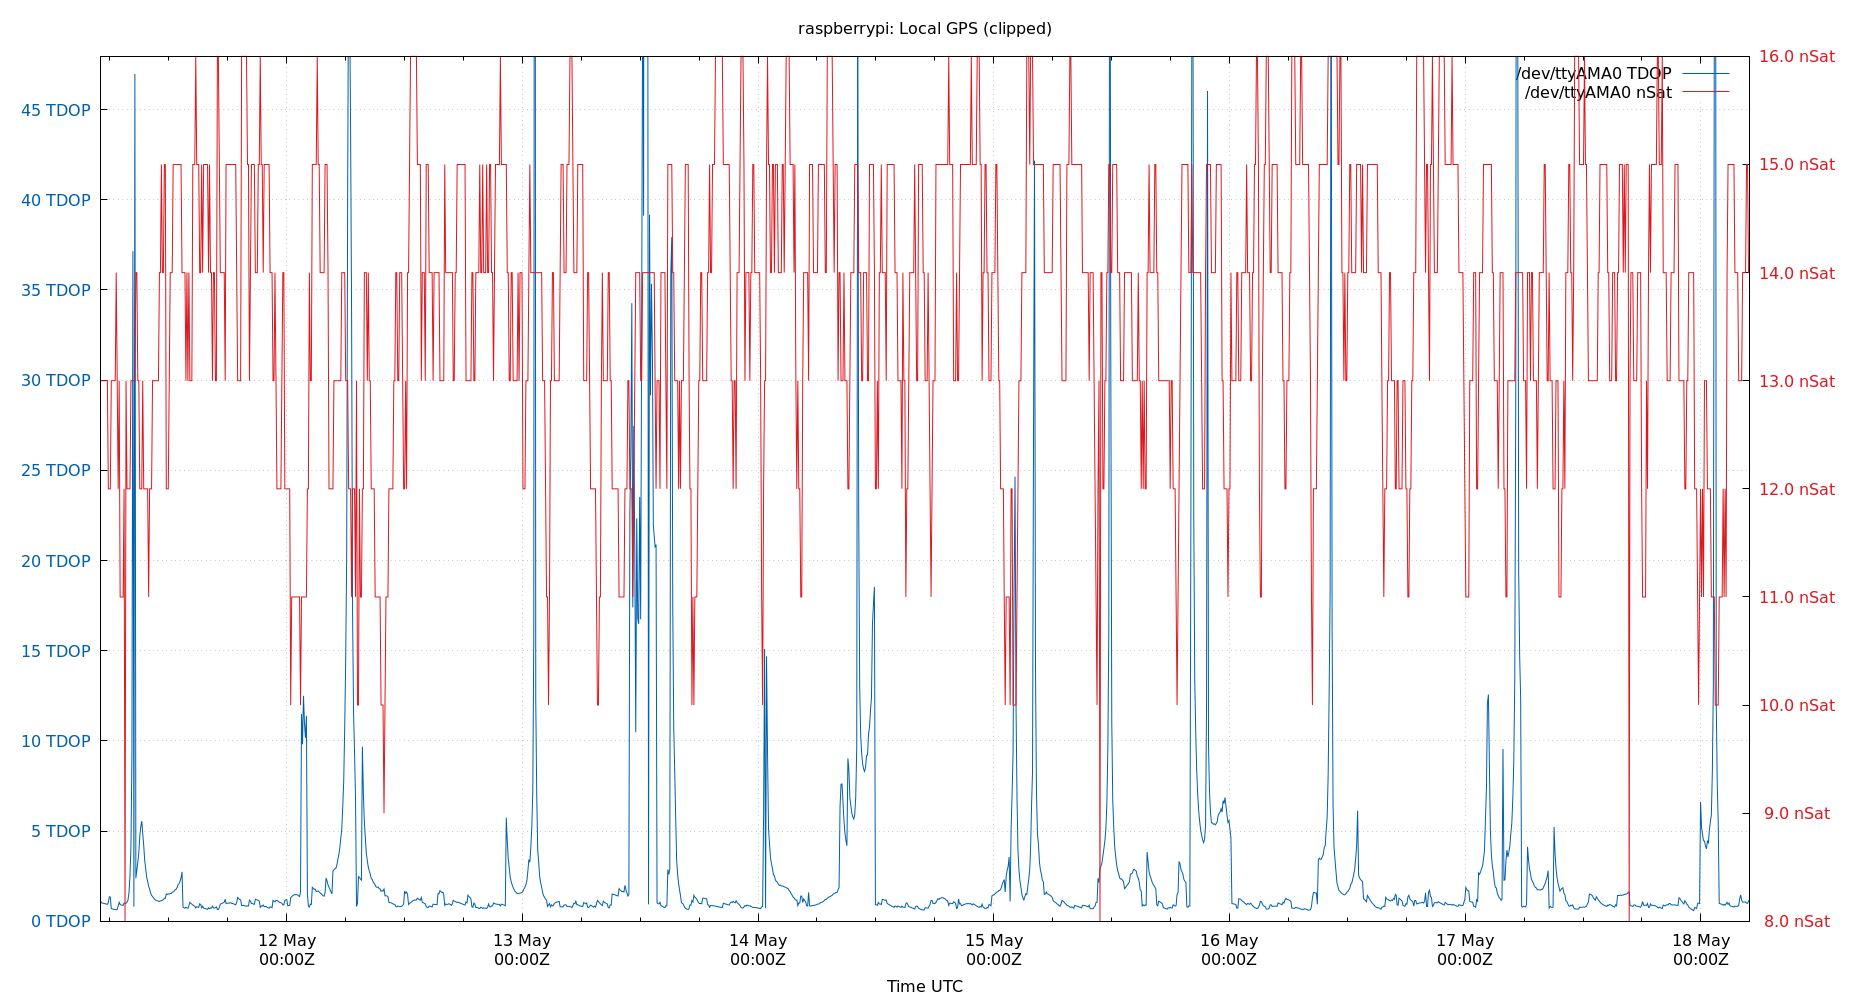 raspberrypi: Local GPS (clipped)
/dev/ttyAMA0 TDOP
/dev/ttyAMA0 nSat
45 TDOP
40 TDOP
35 TDOP
30 TDOP
25 TDOP
20 TDOP
15 TDOP
10 TDOP
5 TDOP
0 TDOP
16.0 nSat
15.0 nSat
14.0 nSat
13.0 nSat
12.0 nSat
11.0 nSat
10.0 nSat
9.0 nSat
8.0 nSat
12 May
00:00Z
13 May
00:00Z
14 May
00:00Z
15 May
00:00Z
16 May
00:00Z
17 May
00:00Z
18 May
00:00Z
Time UTC